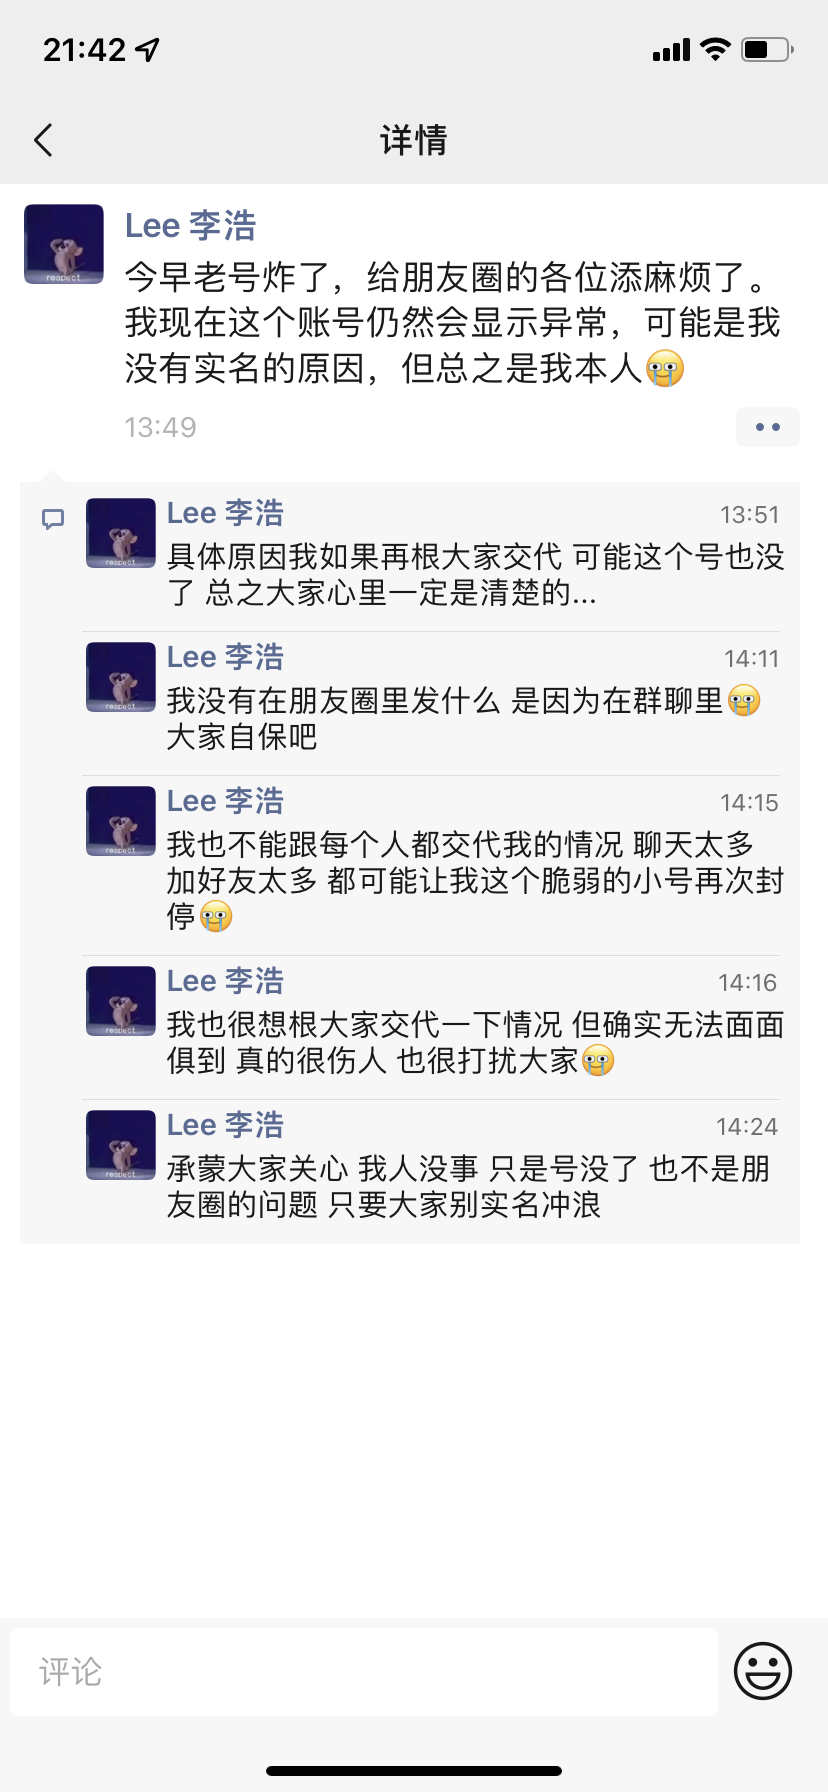 21:42
详情
Lee 李浩
今早老号炸了，给朋友圈的各位添麻烦了。
我现在这个账号仍然会显示异常，可能是我
没有实名的原因，但总之是我本人😭
13:49
Lee 李浩 13:51
具体原因我如果再根大家交代 可能这个号也没
了 总之大家心里一定是清楚的...
Lee 李浩 14:11
我没有在朋友圈里发什么 是因为在群聊里😭
大家自保吧
Lee 李浩 14:15
我也不能跟每个人都交代我的情况 聊天太多
加好友太多 都可能让我这个脆弱的小号再次封
停😭
Lee 李浩 14:16
我也很想根大家交代一下情况 但确实无法面面
俱到 真的很伤人 也很打扰大家😭
Lee 李浩 14:24
承蒙大家关心 我人没事 只是号没了 也不是朋
友圈的问题 只要大家别实名冲浪
评论
respect
respect
respect
respect
respect
respect